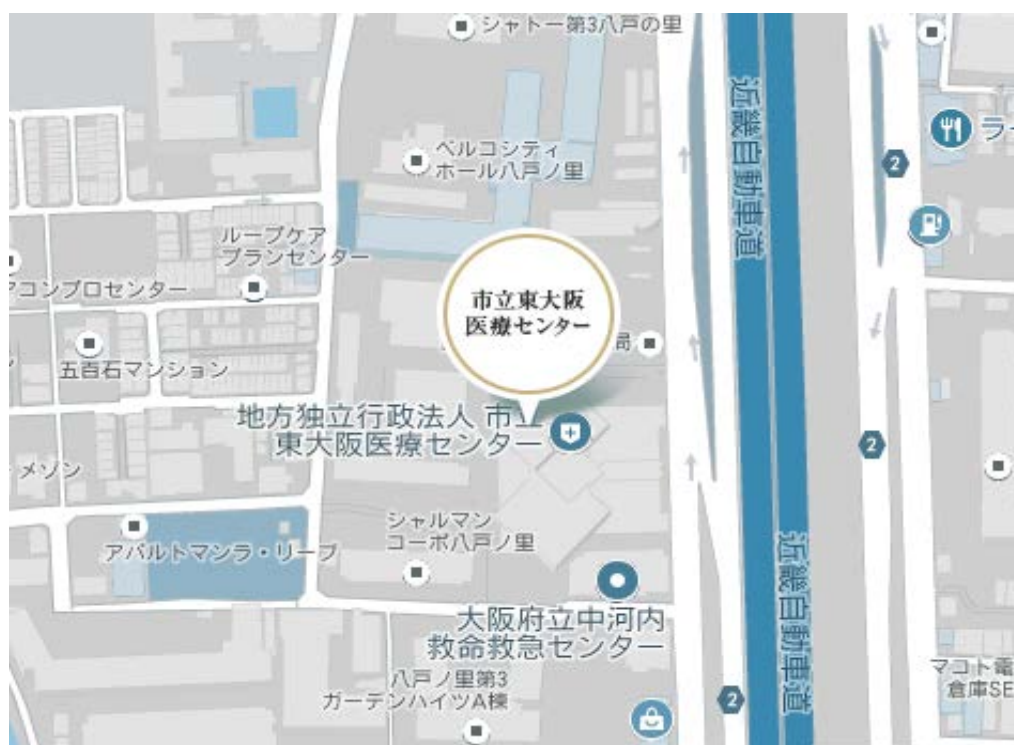 シャトー第3八戸の里
ベルコシティ
ホール八戸ノ里
近畿自動車道
2
ラ
ループケア
プランセンター
アコンプロセンター
市立東大阪
医療センター
局
五百石マンション
地方独立行政法人 市立
東大阪医療センター
2
メゾン
シャルマン
コーポ八戸ノ里
アパルトマンラ・リーブ
近畿自動車道
大阪府立中河内
救命救急センター
マコト電
倉庫SE
八戸ノ里第3
ガーデンハイツA棟
2